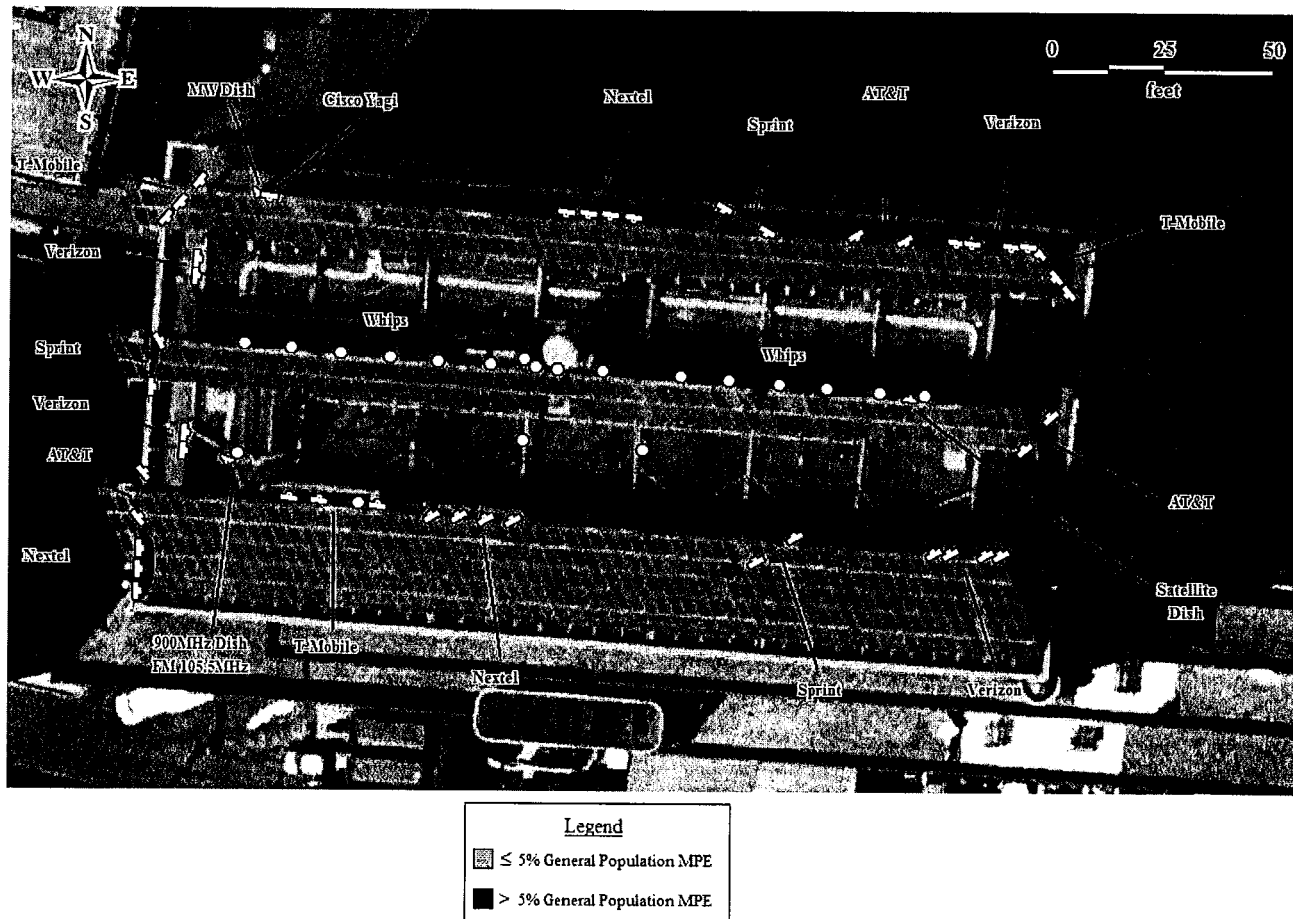 N
W E
S
0 25 50
feet
MW Dish
Cisco Yagi
Nextel
AT&T
Sprint
Verizon
T-Mobile
T-Mobile
Verizon
Whips
Whips
Sprint
Verizon
AT&T
AT&T
Nextel
Satellite
Dish
900MHz Dish
FM 105.5MHz
T-Mobile
Nextel
Sprint
Verizon
Legend
≤ 5% General Population MPE
> 5% General Population MPE